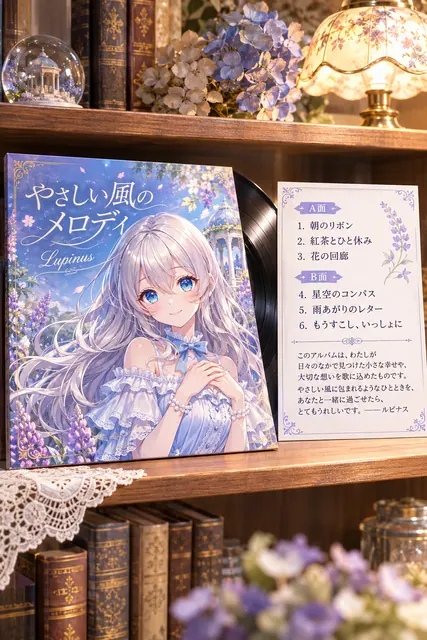 やさしい風の
メロディ
Lupinus
A面
1. 朝のリボン
2. 紅茶とひと休み
3. 花の回廊
B面
4. 星空のコンパス
5. 雨あがりのレター
6. もうすこし、いっしょに
このアルバムは、わたしが
日々のなかで見つけた小さな幸せや、
大切な想いを歌に込めたものです。
やさしい風に包まれるようなひとときを、
あなたと一緒に過ごせたら、
とてもうれしいです。—— ルピナス